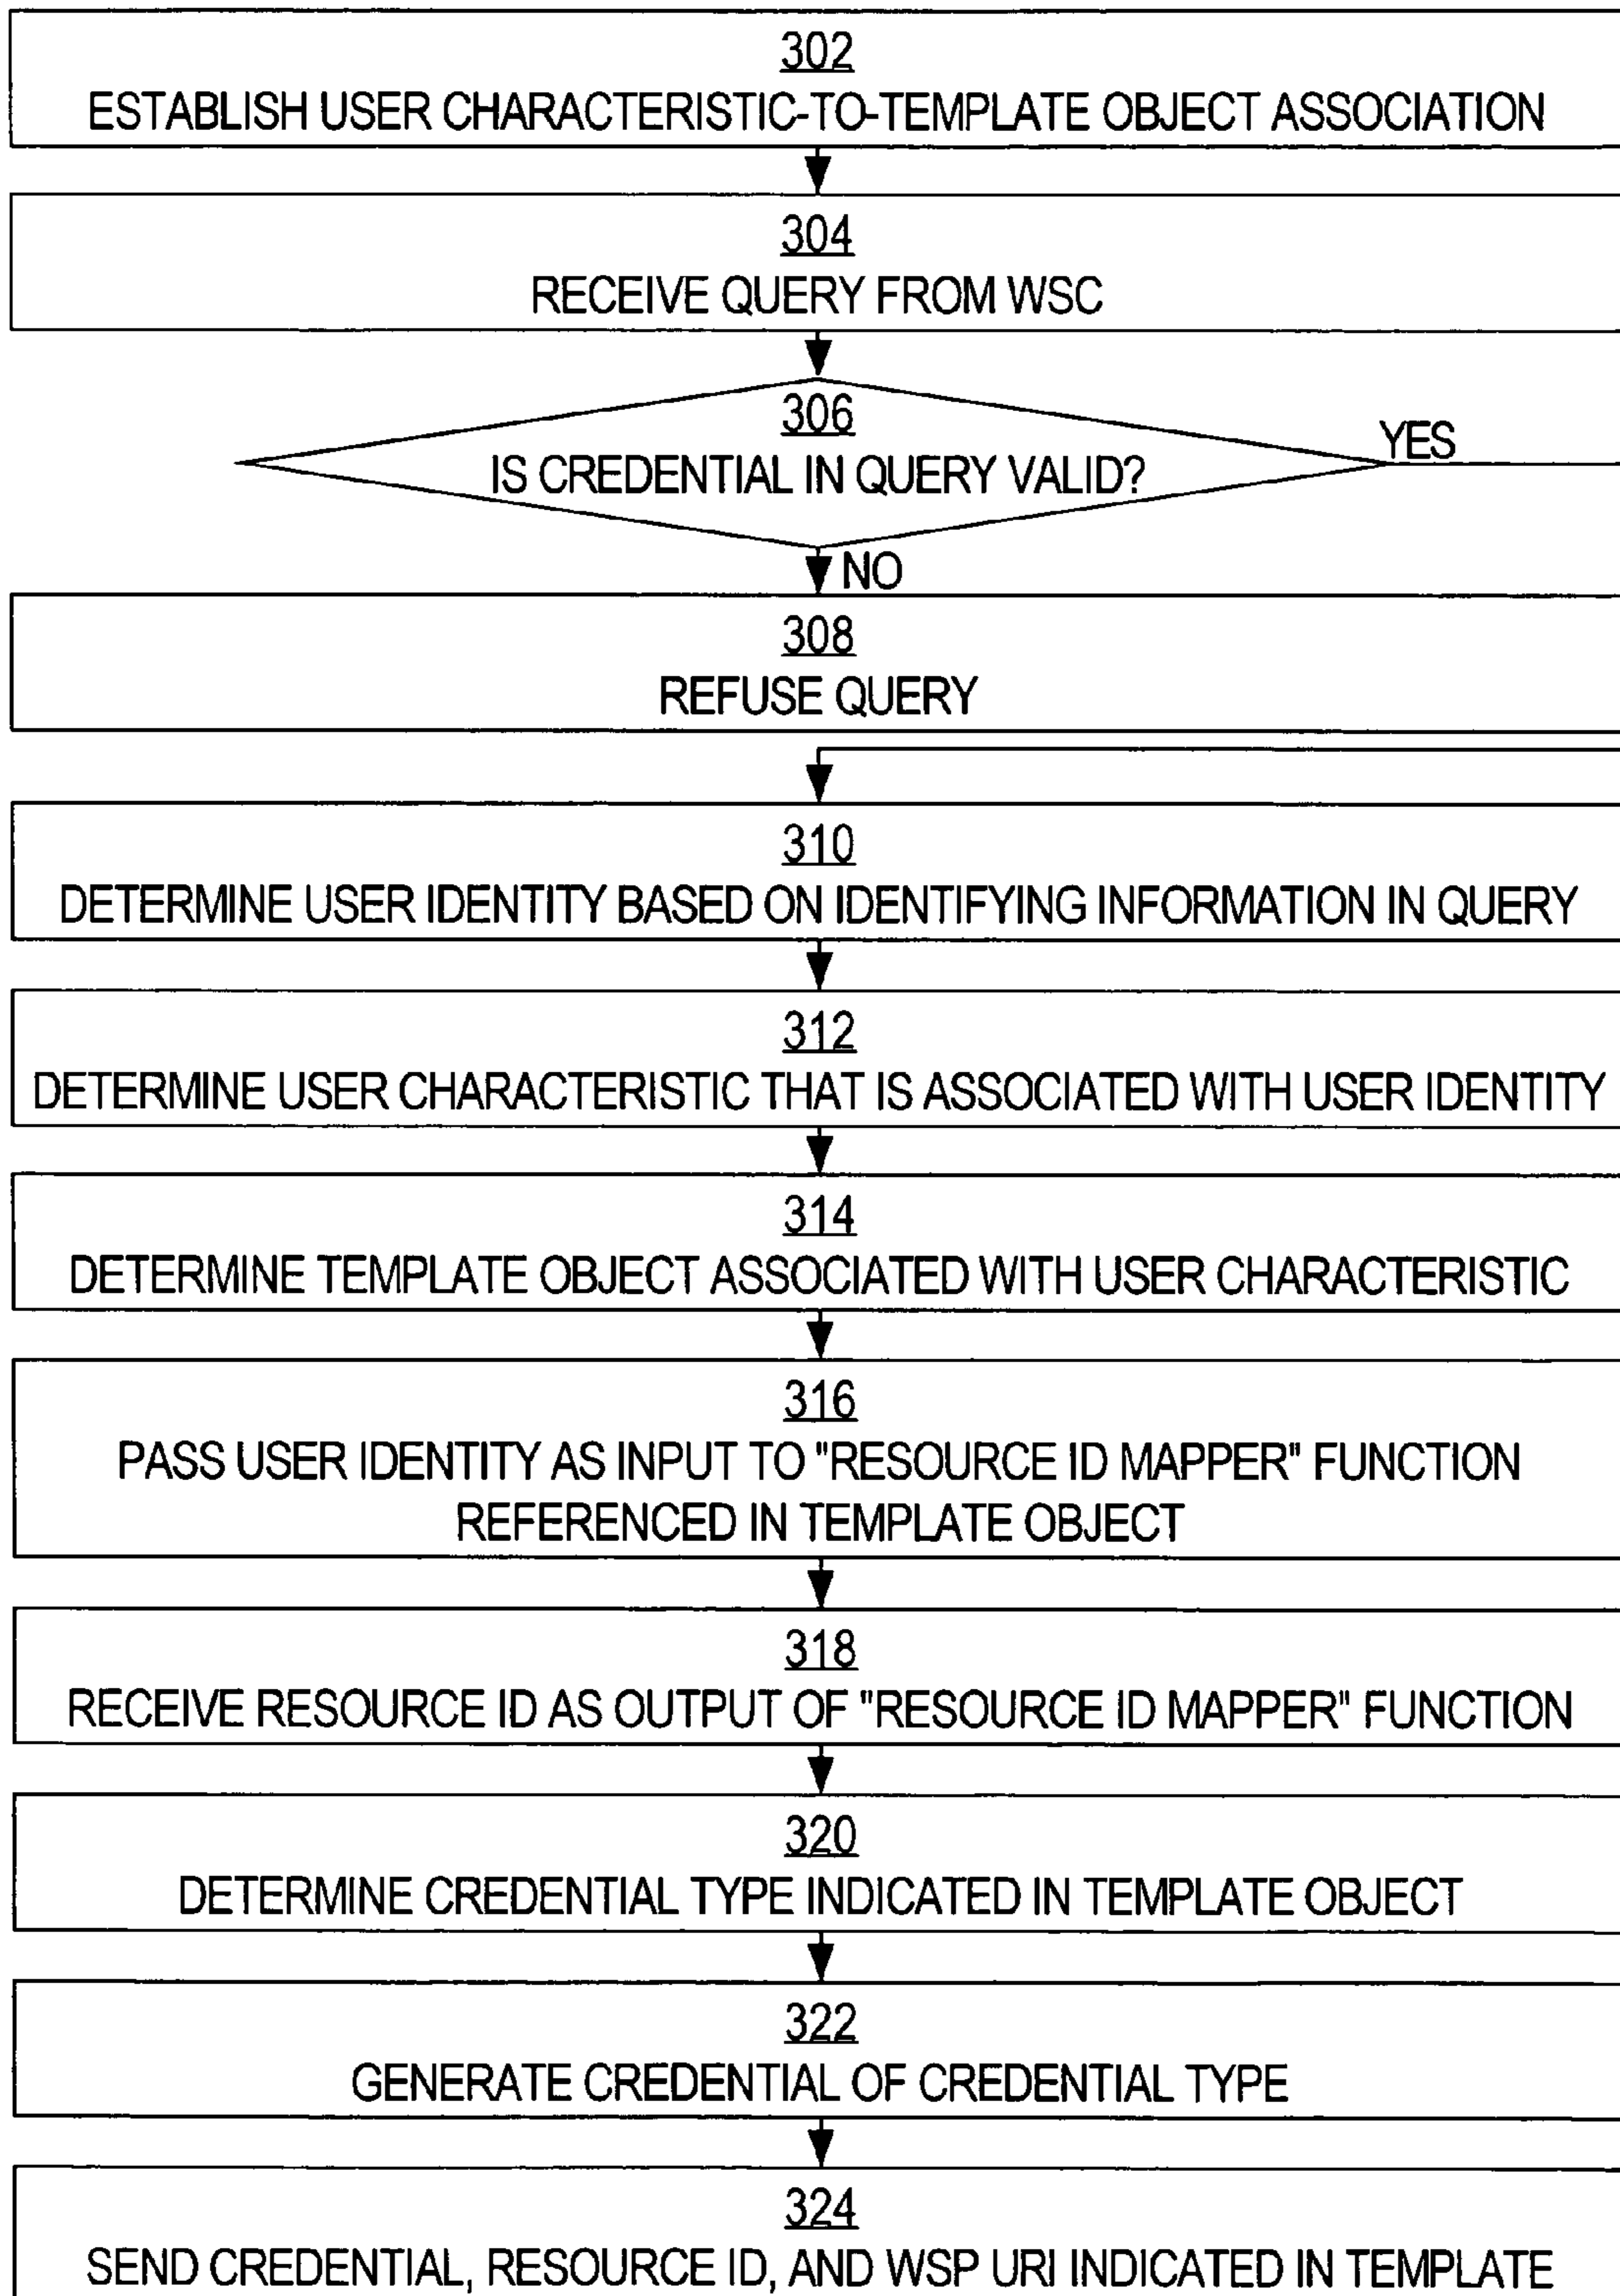 302
ESTABLISH USER CHARACTERISTIC-TO-TEMPLATE OBJECT ASSOCIATION
304
RECEIVE QUERY FROM WSC
306
IS CREDENTIAL IN QUERY VALID?
YES
NO
308
REFUSE QUERY
310
DETERMINE USER IDENTITY BASED ON IDENTIFYING INFORMATION IN QUERY
312
DETERMINE USER CHARACTERISTIC THAT IS ASSOCIATED WITH USER IDENTITY
314
DETERMINE TEMPLATE OBJECT ASSOCIATED WITH USER CHARACTERISTIC
316
PASS USER IDENTITY AS INPUT TO "RESOURCE ID MAPPER" FUNCTION
REFERENCED IN TEMPLATE OBJECT
318
RECEIVE RESOURCE ID AS OUTPUT OF "RESOURCE ID MAPPER" FUNCTION
320
DETERMINE CREDENTIAL TYPE INDICATED IN TEMPLATE OBJECT
322
GENERATE CREDENTIAL OF CREDENTIAL TYPE
324
SEND CREDENTIAL, RESOURCE ID, AND WSP URI INDICATED IN TEMPLATE